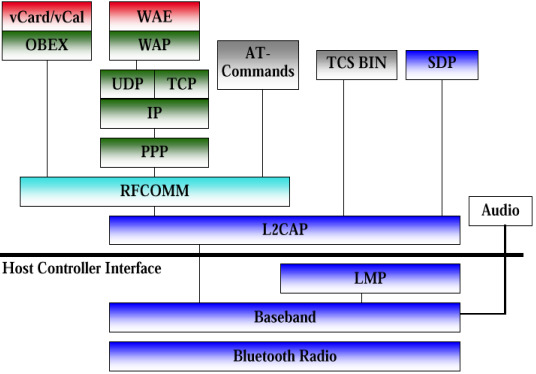 vCard/vCal
WAE
OBEX
WAP
AT-
Commands
TCS BIN
SDP
UDP
TCP
IP
PPP
RFCOMM
Audio
L2CAP
Host Controller Interface
LMP
Baseband
Bluetooth Radio